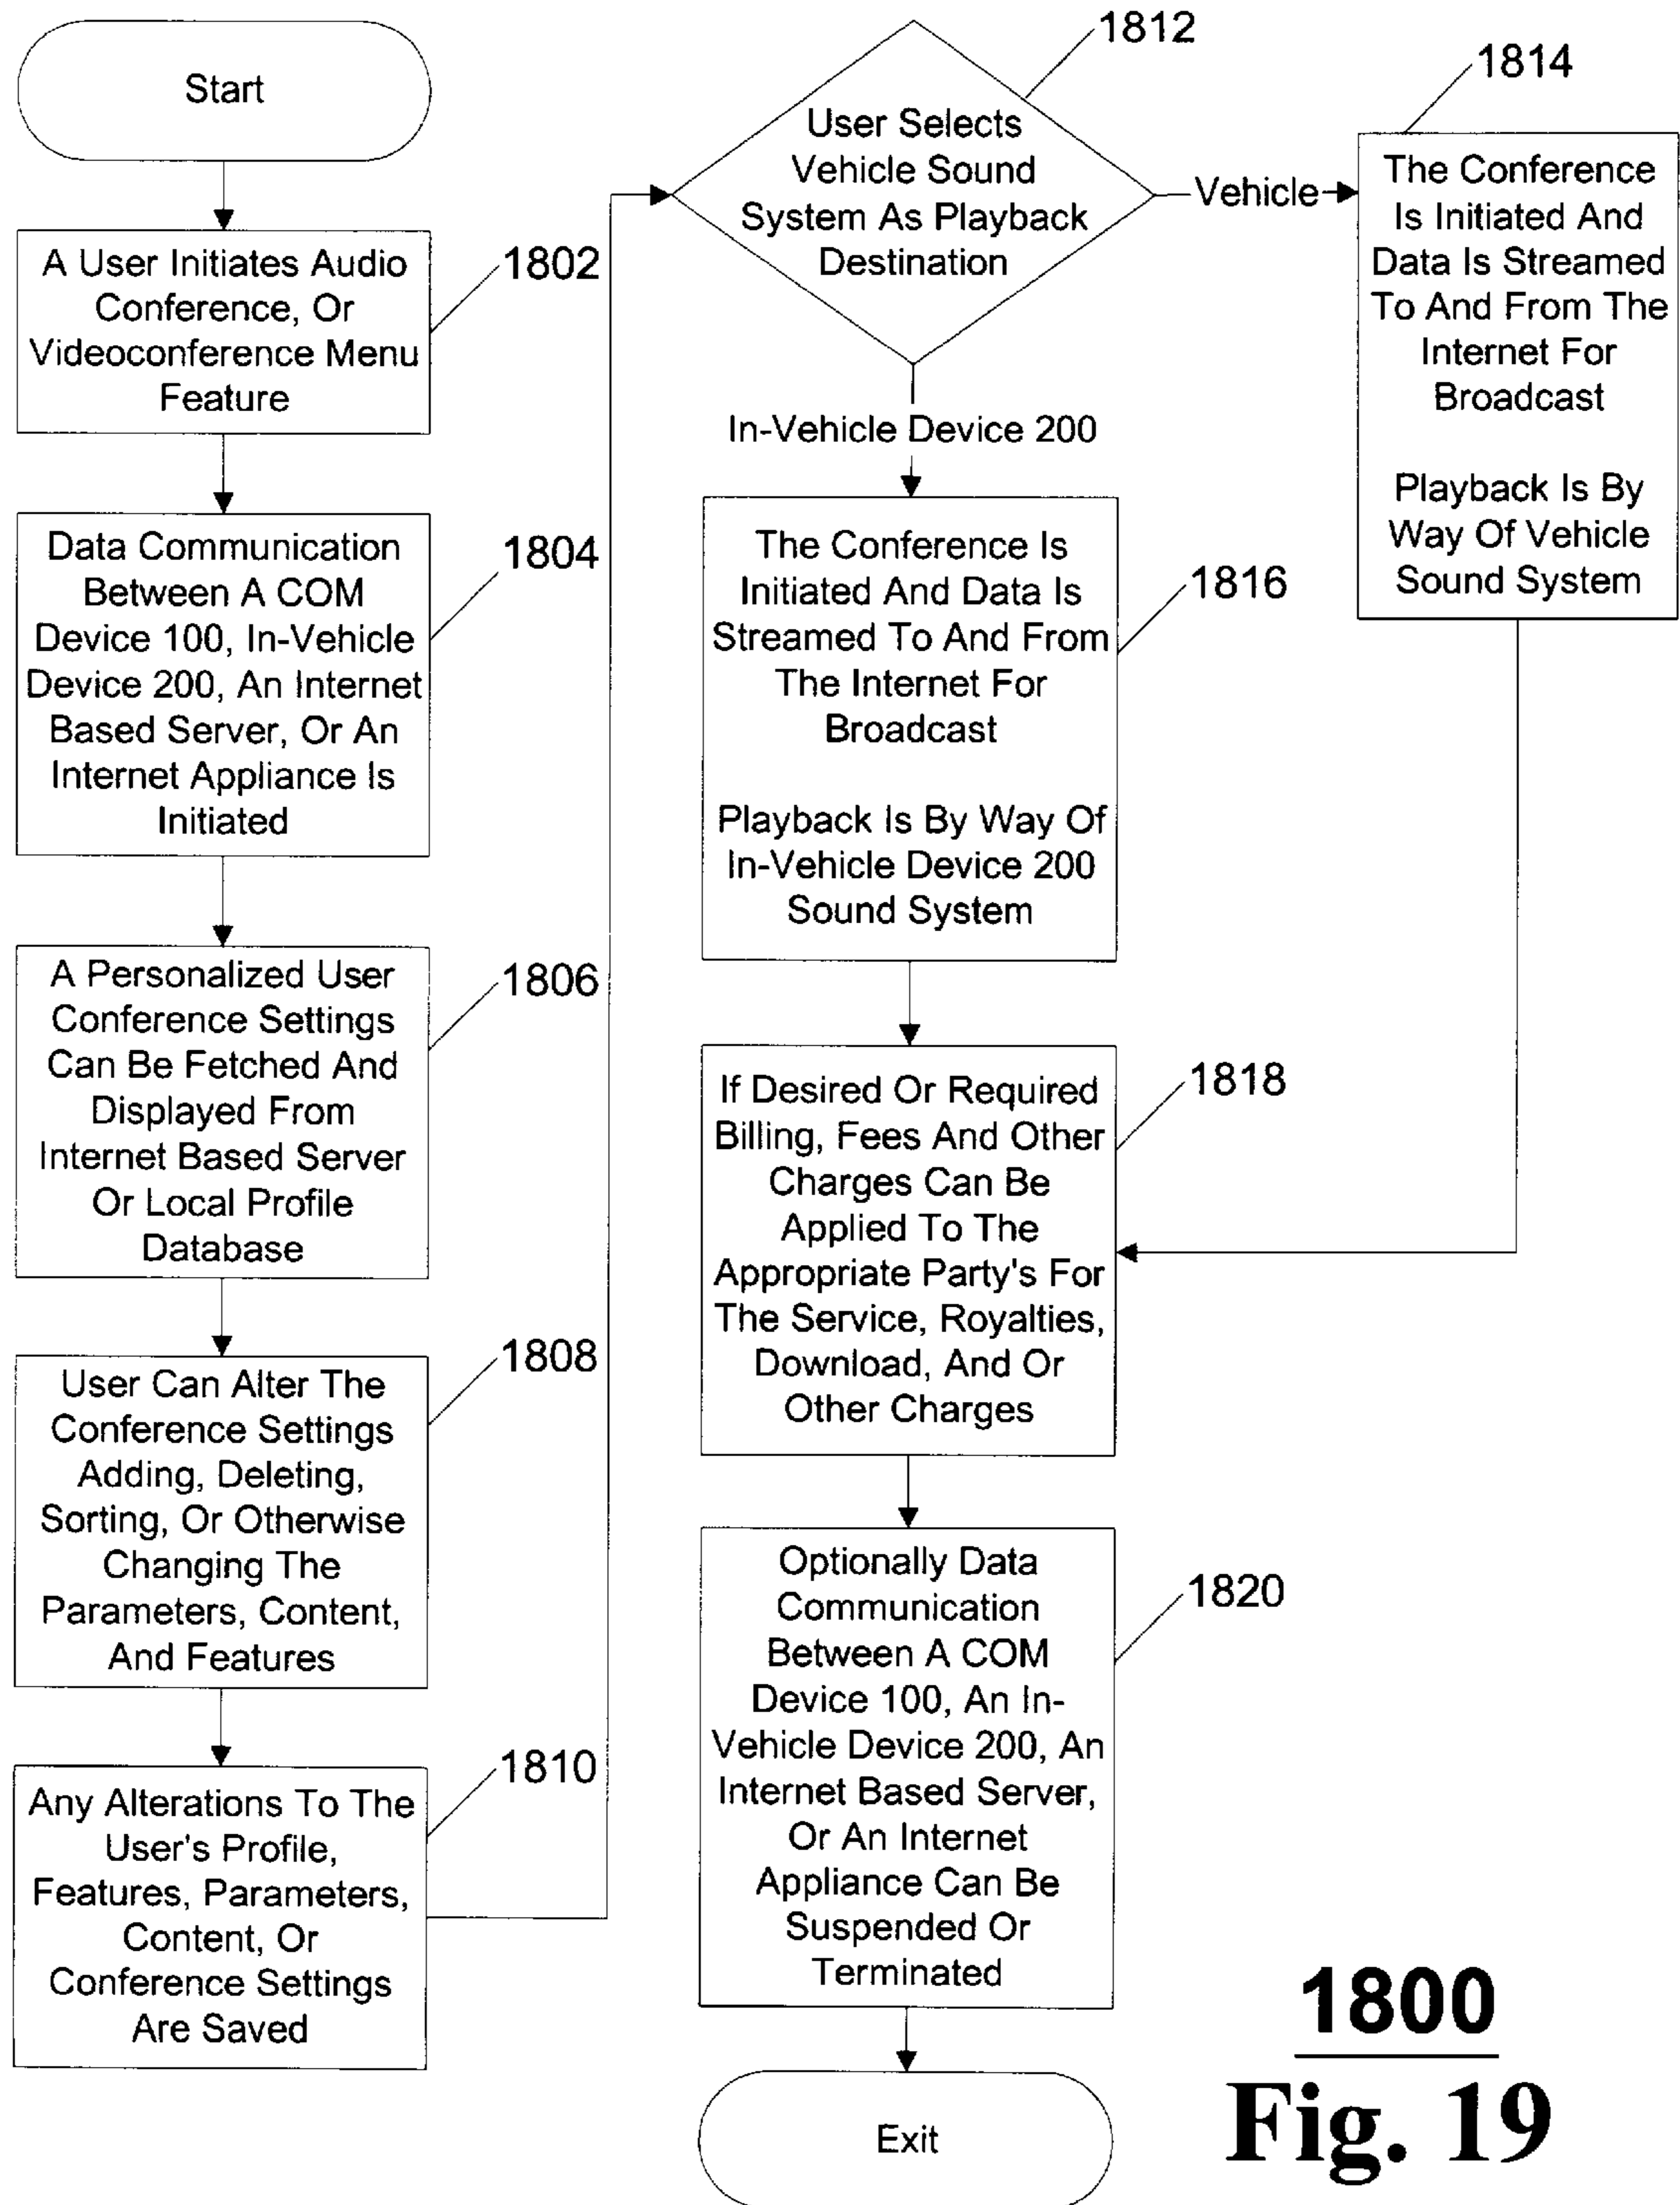 Start
A User Initiates Audio
Conference, Or
Videoconference Menu
Feature
1802
Data Communication
Between A COM
Device 100, In-Vehicle
Device 200, An Internet
Based Server, Or An
Internet Appliance Is
Initiated
1804
A Personalized User
Conference Settings
Can Be Fetched And
Displayed From
Internet Based Server
Or Local Profile
Database
1806
User Can Alter The
Conference Settings
Adding, Deleting,
Sorting, Or Otherwise
Changing The
Parameters, Content,
And Features
1808
Any Alterations To The
User's Profile,
Features, Parameters,
Content, Or
Conference Settings
Are Saved
1810
User Selects
Vehicle Sound
System As Playback
Destination
1812
Vehicle
The Conference
Is Initiated And
Data Is Streamed
To And From The
Internet For
Broadcast
Playback Is By
Way Of Vehicle
Sound System
1814
In-Vehicle Device 200
The Conference Is
Initiated And Data Is
Streamed To And From
The Internet For
Broadcast
Playback Is By Way Of
In-Vehicle Device 200
Sound System
1816
If Desired Or Required
Billing, Fees And Other
Charges Can Be
Applied To The
Appropriate Party's For
The Service, Royalties,
Download, And Or
Other Charges
1818
Optionally Data
Communication
Between A COM
Device 100, An In-
Vehicle Device 200, An
Internet Based Server,
Or An Internet
Appliance Can Be
Suspended Or
Terminated
1820
Exit
1800
Fig. 19